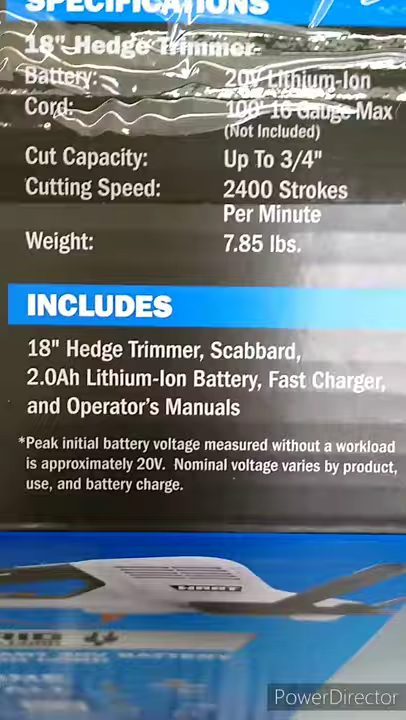 SPECIFICATIONS
18" Hedge Trimmer
Battery: 20V Lithium-Ion
Cord: 100' 16 Gauge Max
(Not Included)
Cut Capacity: Up To 3/4"
Cutting Speed: 2400 Strokes
Per Minute
Weight: 7.85 lbs.
INCLUDES
18" Hedge Trimmer, Scabbard,
2.0Ah Lithium-Ion Battery, Fast Charger,
and Operator's Manuals
*Peak initial battery voltage measured without a workload
is approximately 20V. Nominal voltage varies by product,
use, and battery charge.
HART
PowerDirector